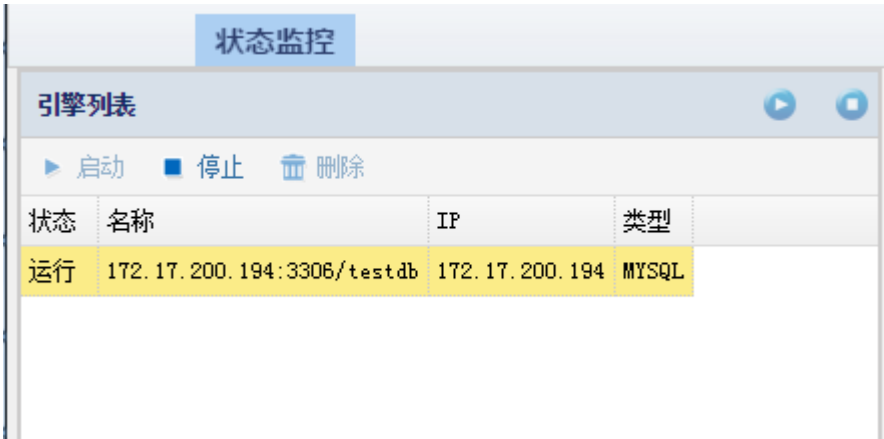 状态监控
引擎列表
启动 停止 删除
状态 名称 IP 类型
运行 172.17.200.194:3306/testdb 172.17.200.194 MYSQL